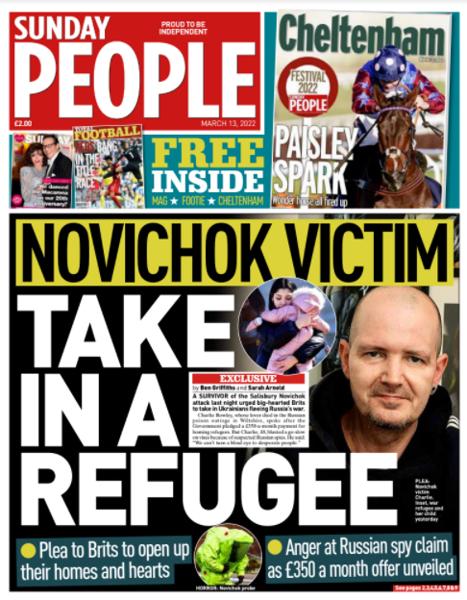 SUNDAY
PEOPLE
PROUD TO BE
INDEPENDENT
£2.00
MARCH 13, 2022
TOTAL FOOTBALL
IN THE
TITLE
RACE
we danced
Macarena
on our 20th
anniversary!
FREE
INSIDE
MAG ★ FOOTIE ★ CHELTENHAM
Cheltenham
FESTIVAL
2022
PEOPLE
PAISLEY
SPARK
Wonder horse all fired up
NOVICHOK VICTIM
TAKE
IN A
REFUGEE
EXCLUSIVE
by Ben Griffiths and Sarah Arnold
A SURVIVOR of the Salisbury Novichok
attack last night urged big-hearted Brits
to take in Ukrainians fleeing Russia's war.
Charlie Rowley, whose lover died in the Russian
poison outrage in Wiltshire, spoke after the
Government pledged a £350-a-month payment for
housing refugees. But Charlie, 48, blasted a go-slow
on visas because of suspected Russian spies. He said:
"We can't turn a blind eye to desperate people."
PLEA:
Novichok
victim
Charlie.
Inset, war
refugee and
her child
yesterday
Plea to Brits to open up
their homes and hearts
HORROR: Novichok probe
Anger at Russian spy claim
as £350 a month offer unveiled
See pages 2,3,4,5,6,7,8&9